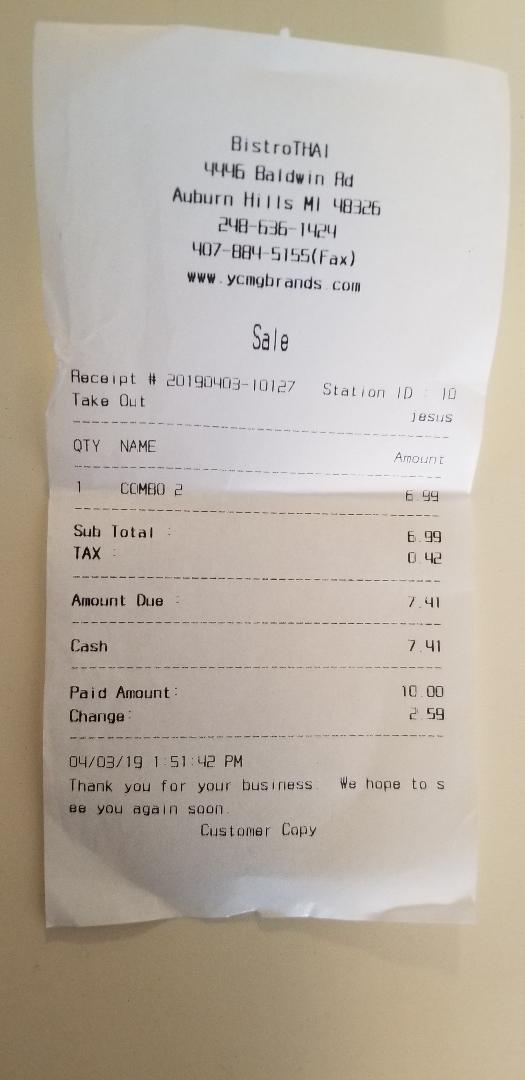 BistroTHAI
4446 Baldwin Rd
Auburn Hills MI 48326
248-636-1424
407-884-5155(Fax)
www.ycmgbrands.com
Sale
Receipt # 20190403-10127 Station ID : 10
Take Out jesus
QTY NAME Amount
1 COMBO 2 6.99
Sub Total : 6.99
TAX : 0.42
Amount Due : 7.41
Cash 7.41
Paid Amount: 10.00
Change: 2.59
04/03/19 1:51:42 PM
Thank you for your business. We hope to s
ee you again soon.
Customer Copy